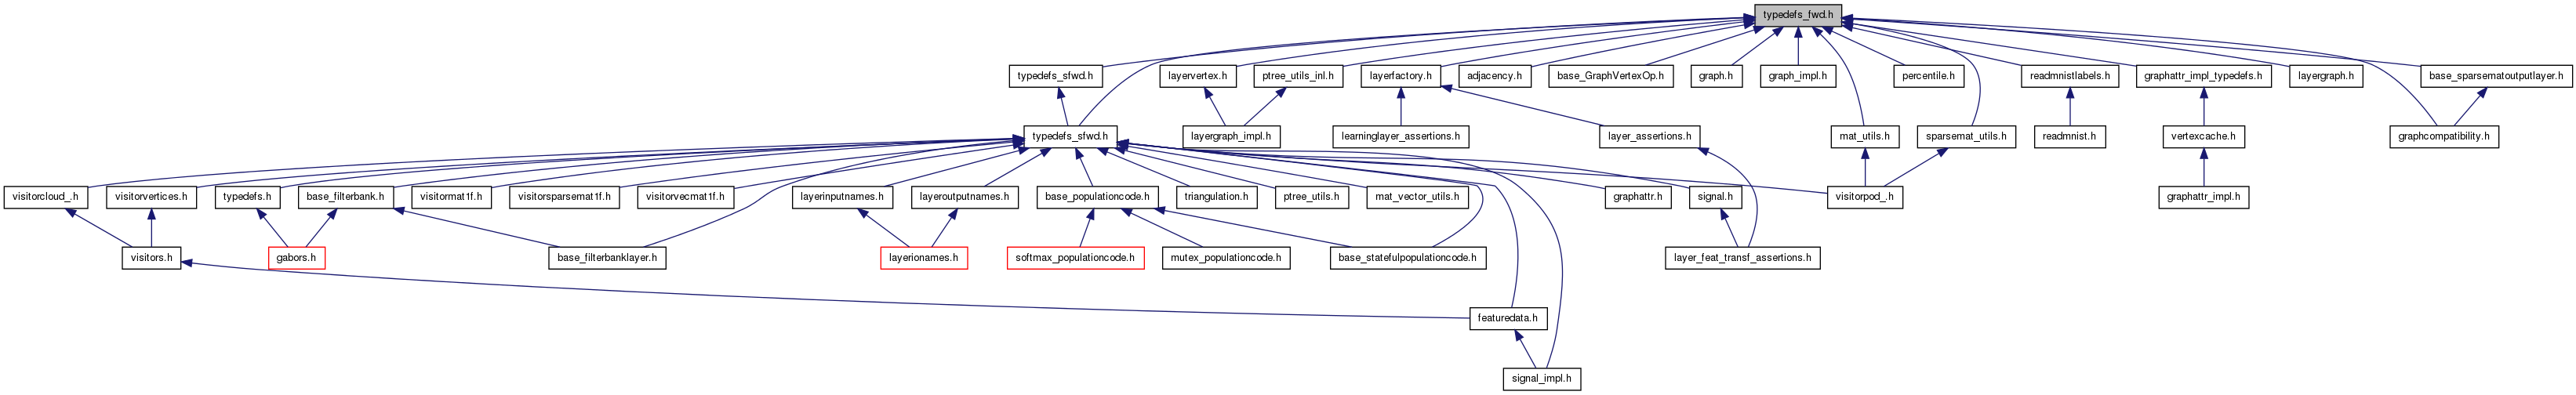 typedefs_fwd.h
typedefs_sfwd.h
layervertex.h
ptree_utils_inl.h
layerfactory.h
adjacency.h
base_GraphVertexOp.h
graph.h
graph_impl.h
percentile.h
readmnistlabels.h
graphattr_impl_typedefs.h
layergraph.h
base_sparsematoutputlayer.h
typedefs_sfwd.h
layergraph_impl.h
learninglayer_assertions.h
layer_assertions.h
mat_utils.h
sparsemat_utils.h
readmnist.h
vertexcache.h
graphcompatibility.h
visitorcloud_.h
visitorvertices.h
typedefs.h
base_filterbank.h
visitormat1f.h
visitorsparsemat1f.h
visitorvecmat1f.h
layerinputnames.h
layeroutputnames.h
base_populationcode.h
triangulation.h
ptree_utils.h
mat_vector_utils.h
graphattr.h
signal.h
visitorpod_.h
graphattr_impl.h
visitors.h
gabors.h
base_filterbanklayer.h
layerionames.h
softmax_populationcode.h
mutex_populationcode.h
base_statefulpopulationcode.h
layer_feat_transf_assertions.h
featuredata.h
signal_impl.h